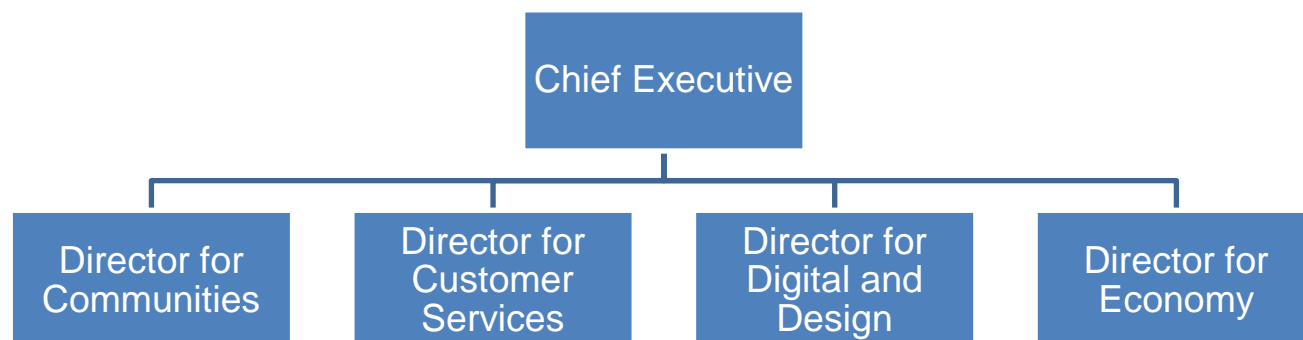 Chief Executive
Director for
Communities
Director for
Customer
Services
Director for
Digital and
Design
Director for
Economy